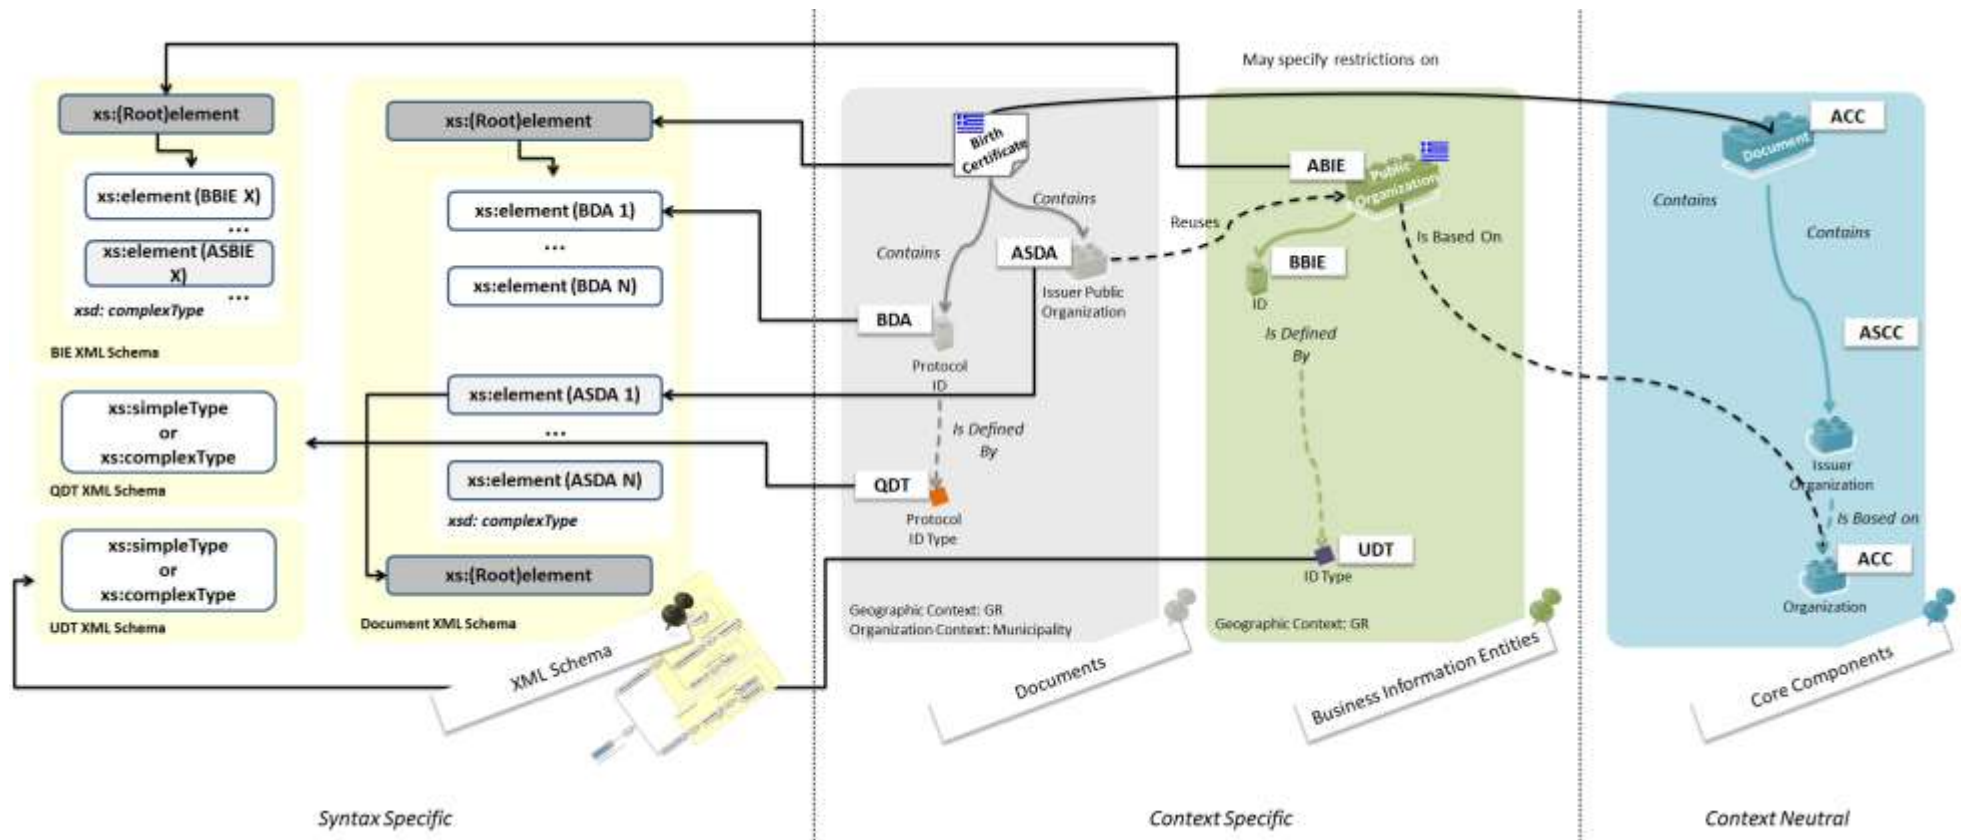 May specify restrictions on
xs:(Root)element
xs:element (BBIE X)
...
xs:element (ASBIE
X)
...
xsd: complexType
BIE XML Schema
xs:simpleType
or
xs:complexType
QDT XML Schema
xs:simpleType
or
xs:complexType
UDT XML Schema
xs:(Root)element
xs:element (BDA 1)
...
xs:element (BDA N)
xs:element (ASDA 1)
...
xs:element (ASDA N)
xsd: complexType
xs:(Root)element
Document XML Schema
XML Schema
Birth
Certificate
Contains
Contains
ASDA
Issuer Public
Organization
BDA
Protocol
ID
Is Defined
By
QDT
Protocol
ID Type
Geographic Context: GR
Organization Context: Municipality
Documents
Reuses
ABIE
Public
Organization
Is Based On
BBIE
ID
Is Defined
By
UDT
ID Type
Geographic Context: GR
Business Information Entities
ACC
Document
Contains
Contains
ASCC
Issuer
Organization
Is Based on
ACC
Organization
Core Components
Syntax Specific
Context Specific
Context Neutral